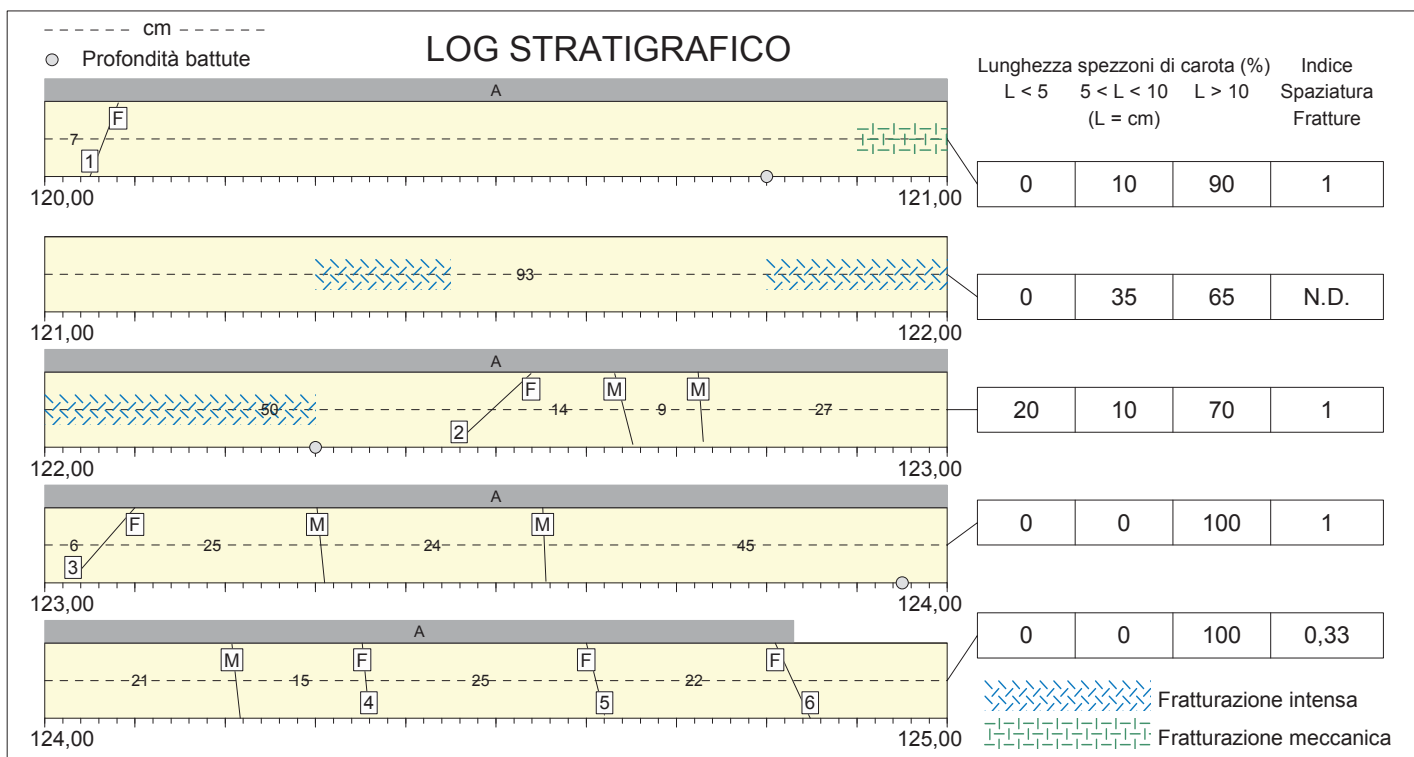 cm
Profondità battute
LOG STRATIGRAFICO
Lunghezza spezzoni di carota (%) Indice
L < 5 5 < L < 10 L > 10 Spaziatura
(L = cm) Fratture
A
F
7
1
120,00 121,00
0 10 90 1
93
121,00 122,00
0 35 65 N.D.
A
F M M
50 14 9 27
2
122,00 123,00
20 10 70 1
A
F M M
6 25 24 45
3
123,00 124,00
0 0 100 1
A
M F F F
21 15 25 22
4 5 6
124,00 125,00
0 0 100 0,33
Fratturazione intensa
Fratturazione meccanica